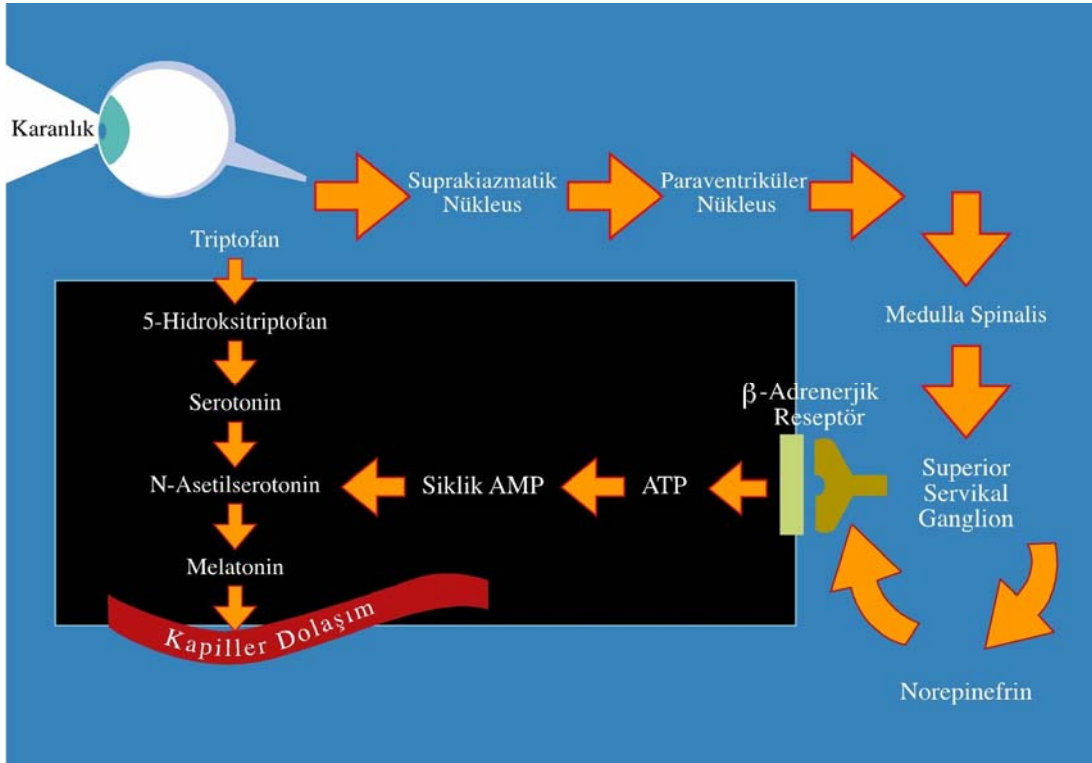 Karanlık
Suprakiazmatik
Nükleus
Paraventriküler
Nükleus
Triptofan
5-Hidroksitriptofan
Medulla Spinalis
Serotonin
β-Adrenerjik
Reseptör
N-Asetilserotonin
Siklik AMP
ATP
Superior
Servikal
Ganglion
Melatonin
Kapiller Dolaşım
Norepinefrin